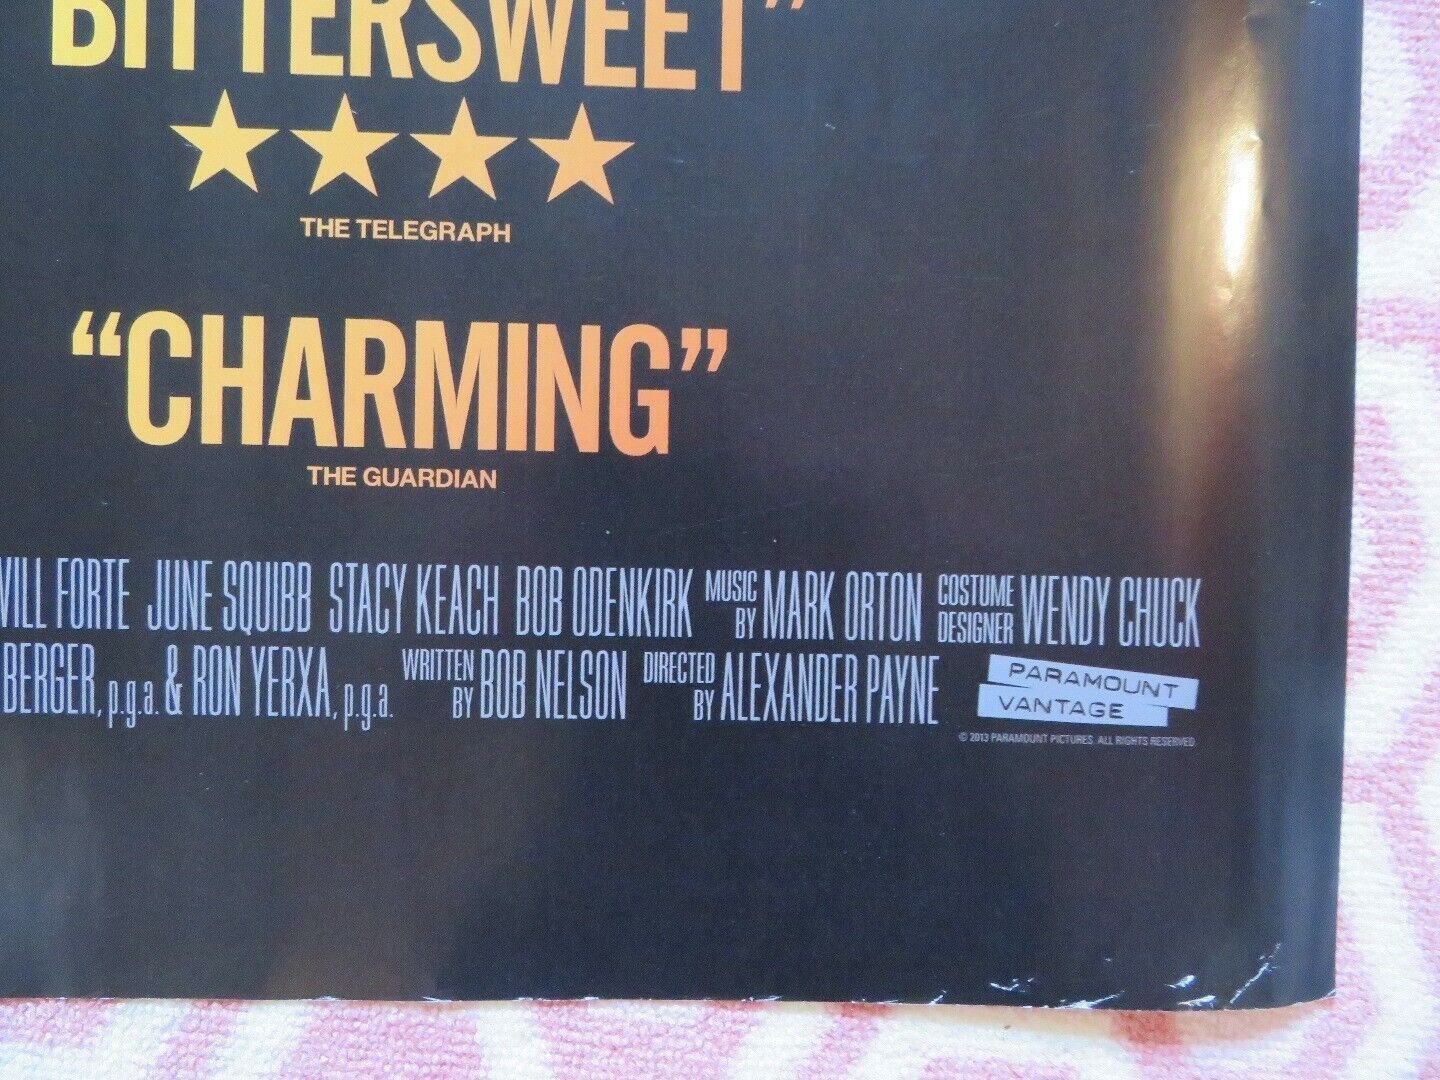 BITTERSWEET"
THE TELEGRAPH
"CHARMING"
THE GUARDIAN
WILL FORTE JUNE SQUIBB STACY KEACH BOB ODENKIRK MUSIC BY MARK ORTON COSTUME DESIGNER WENDY CHUCK
BERGER, p.g.a. & RON YERXA, p.g.a. WRITTEN BY BOB NELSON DIRECTED BY ALEXANDER PAYNE
PARAMOUNT
VANTAGE
© 2013 PARAMOUNT PICTURES. ALL RIGHTS RESERVED